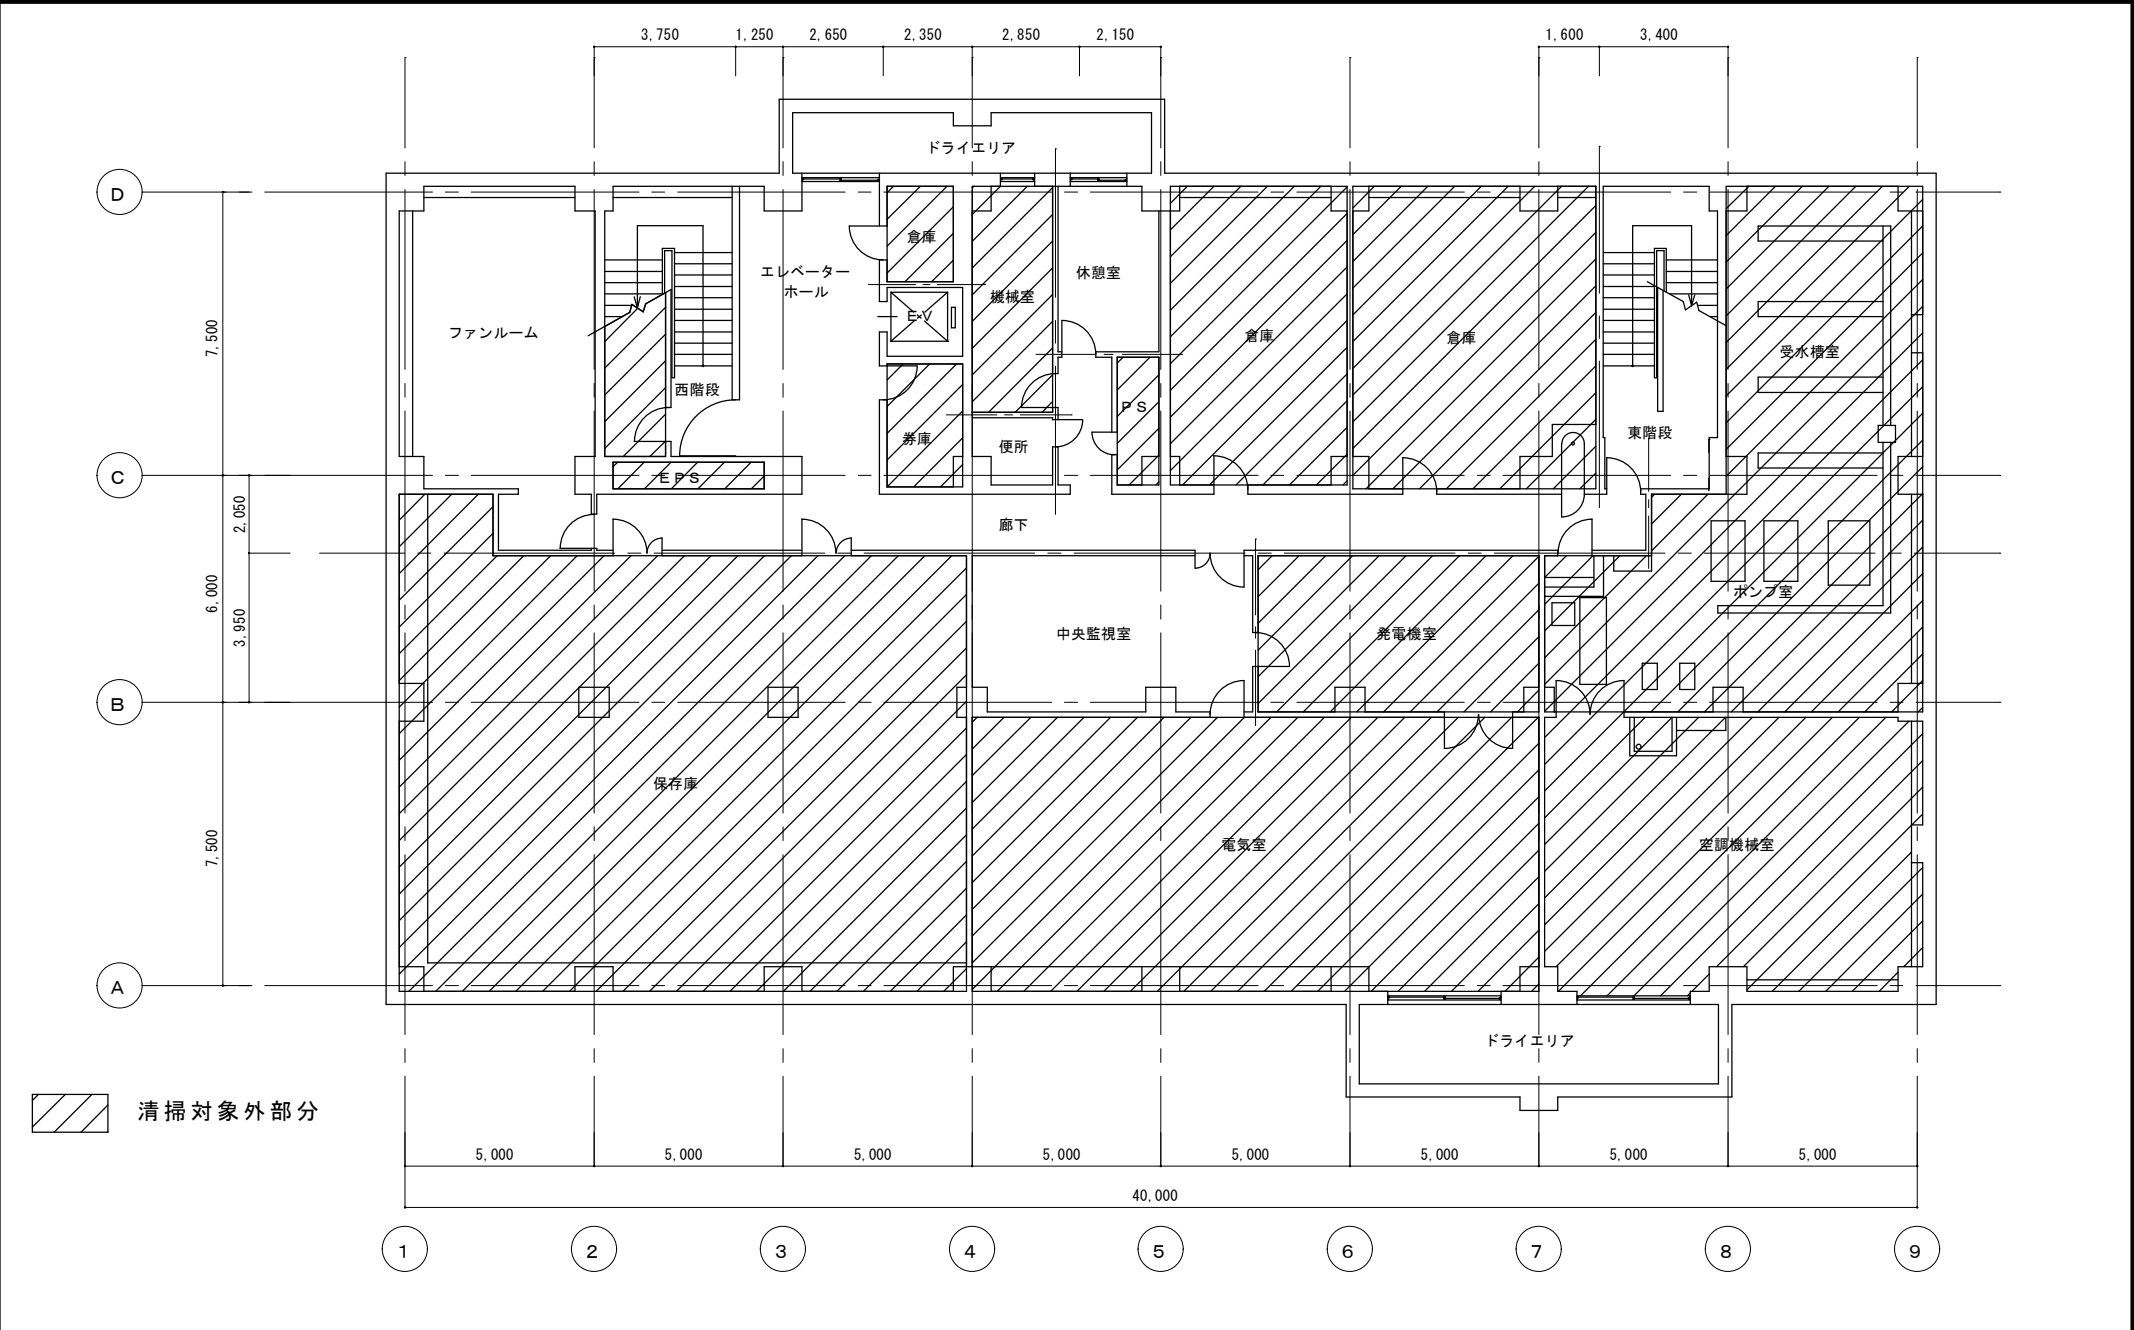 3,750 1,250 2,650 2,350 2,850 2,150 1,600 3,400
ドライエリア
D
倉庫
エレベーター
ホール
休憩室
機械室
E・V
ファンルーム
7,500
倉庫
倉庫
受水槽室
西階段
PS
券庫
便所
東階段
C
EPS
2,050
廊下
6,000
3,950
ポンプ室
中央監視室
発電機室
B
保存庫
7,500
電気室
空調機械室
A
ドライエリア
清掃対象外部分
5,000 5,000 5,000 5,000 5,000 5,000 5,000 5,000
40,000
1 2 3 4 5 6 7 8 9